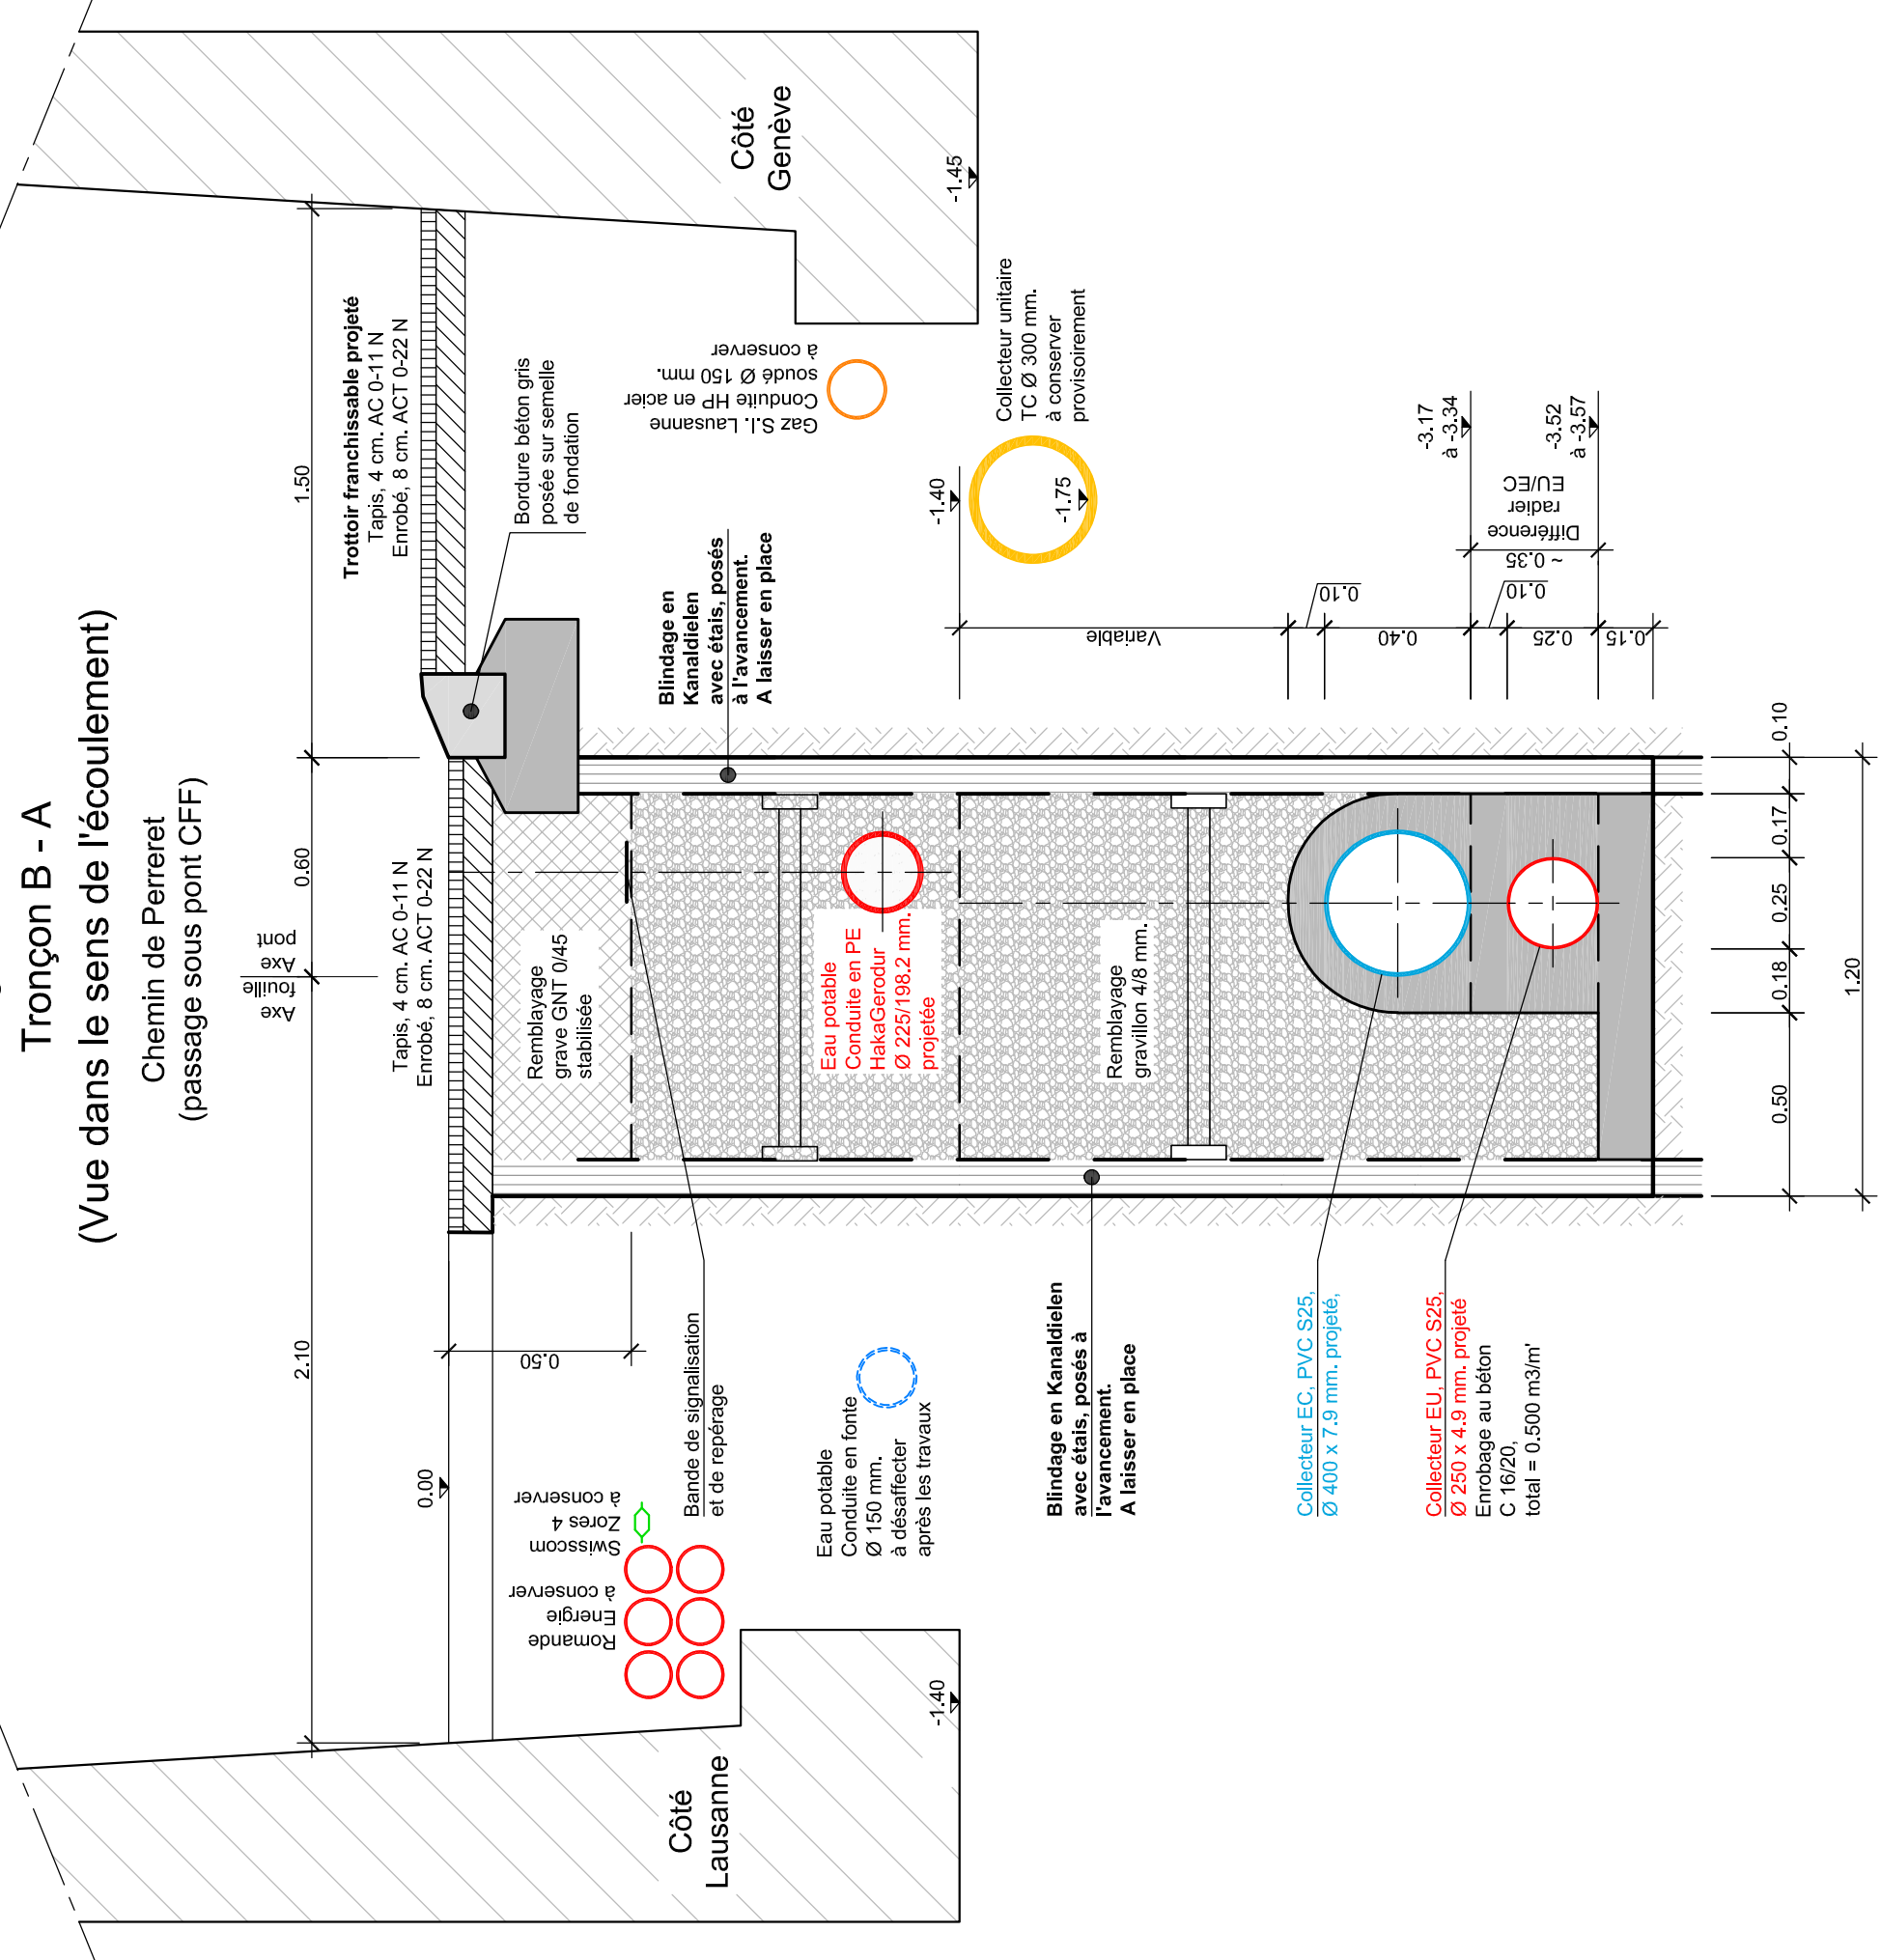 Tronçon B - A
(Vue dans le sens de l'écoulement)
Chemin de Perreret
(passage sous pont CFF)
Axe
fouille
Axe
pont
2.10
0.60
1.50
Trottoir franchissable projeté
Tapis, 4 cm. AC 0-11 N
Enrobé, 8 cm. ACT 0-22 N
Tapis, 4 cm. AC 0-11 N
Enrobé, 8 cm. ACT 0-22 N
0.00
0.50
Bordure béton gris
posée sur semelle
de fondation
Remblayage
grave GNT 0/45
stabilisée
Romande
Energie
à conserver
Swisscom
Zores 4
à conserver
Bande de signalisation
et de repérage
Blindage en
Kanaldielen
avec étais, posés
à l'avancement.
A laisser en place
Gaz S.I. Lausanne
Conduite HP en acier
soudé Ø 150 mm.
à conserver
Côté
Genève
-1.45
Côté
Lausanne
-1.40
Eau potable
Conduite en fonte
Ø 150 mm.
à désaffecter
après les travaux
Eau potable
Conduite en PE
HakaGerodur
Ø 225/198.2 mm.
projetée
-1.40
-1.75
Collecteur unitaire
TC Ø 300 mm.
à conserver
provisoirement
Blindage en Kanaldielen
avec étais, posés à
l'avancement.
A laisser en place
Remblayage
gravillon 4/8 mm.
Variable
0.10
0.40
0.10
0.25
0.15
~ 0.35
Différence
radier
EU/EC
-3.17
à -3.34
-3.52
à -3.57
Collecteur EC, PVC S25,
Ø 400 x 7.9 mm. projeté,
Collecteur EU, PVC S25,
Ø 250 x 4.9 mm. projeté
Enrobage au béton
C 16/20,
total = 0.500 m3/m'
0.50
0.18
0.25
0.17
0.10
1.20